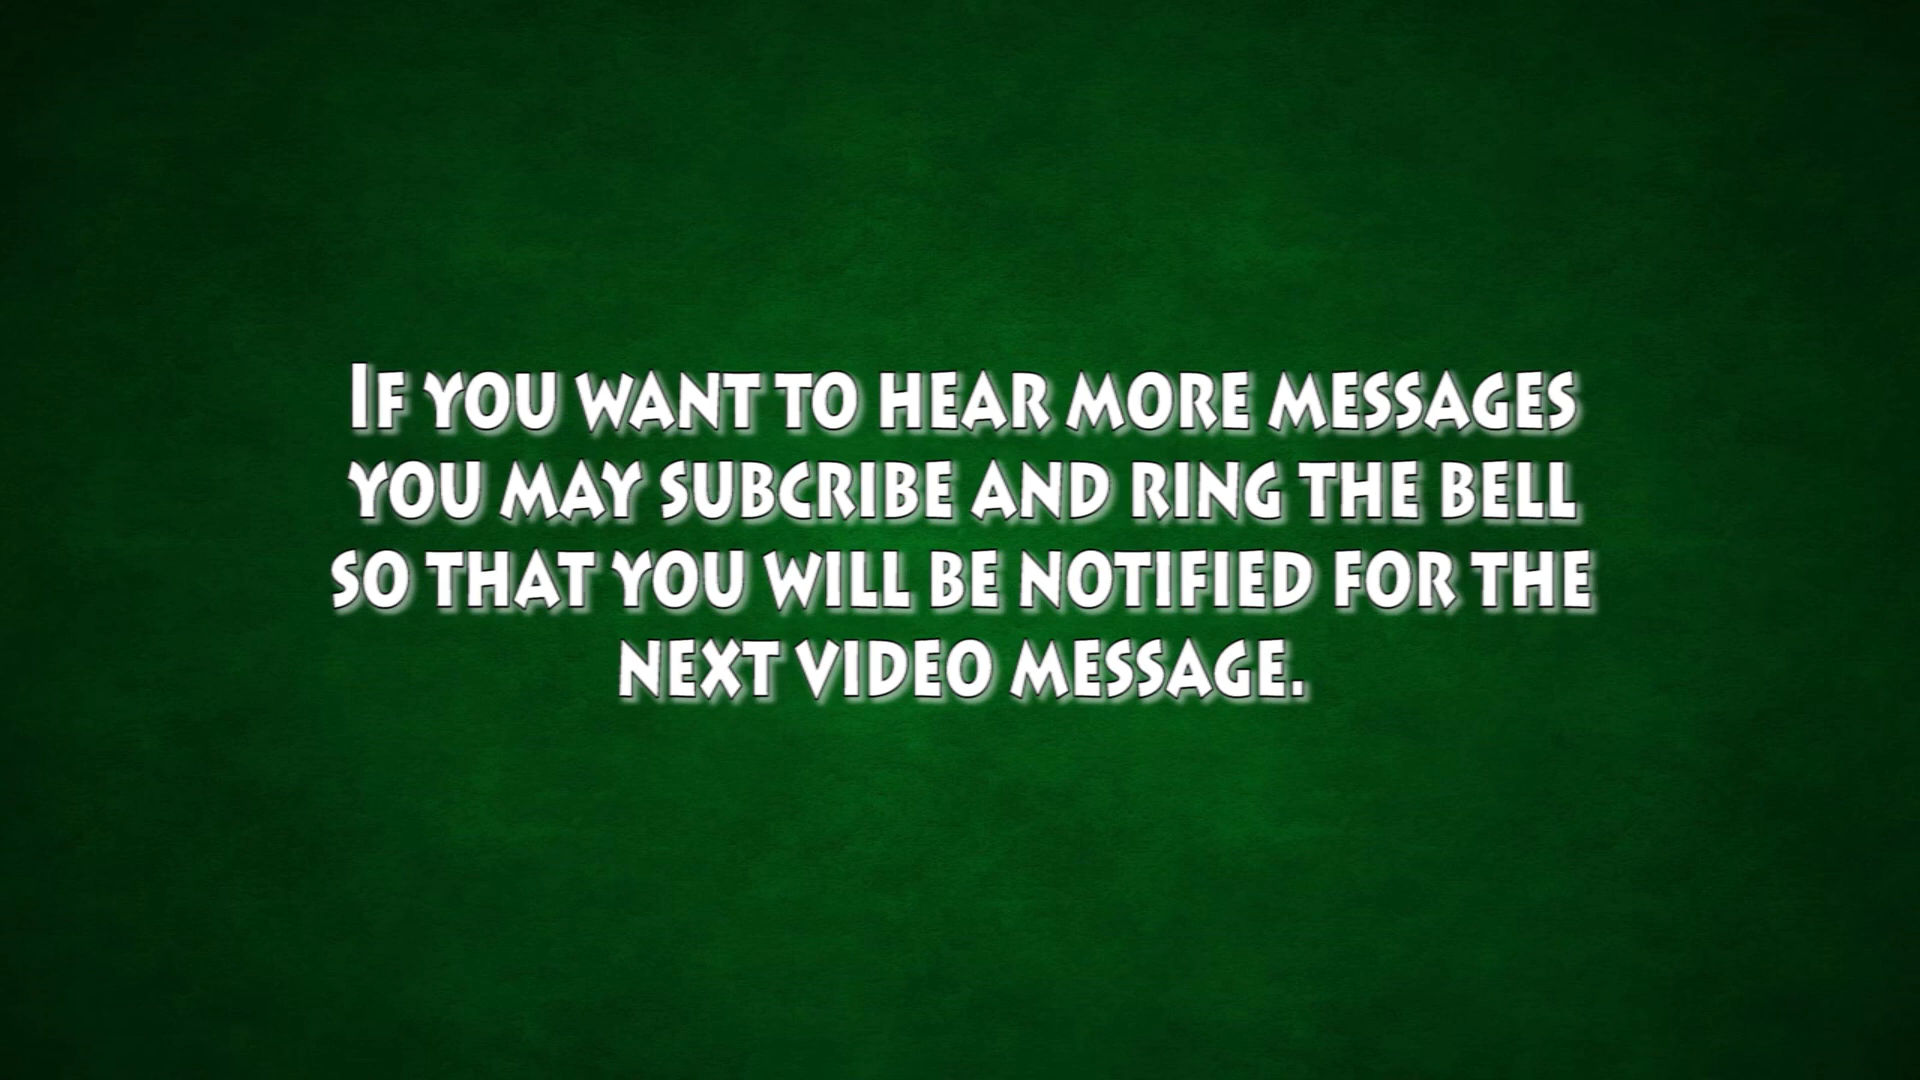 If you want to hear more messages
you may subcribe and ring the bell
so that you will be notified for the
next video message.